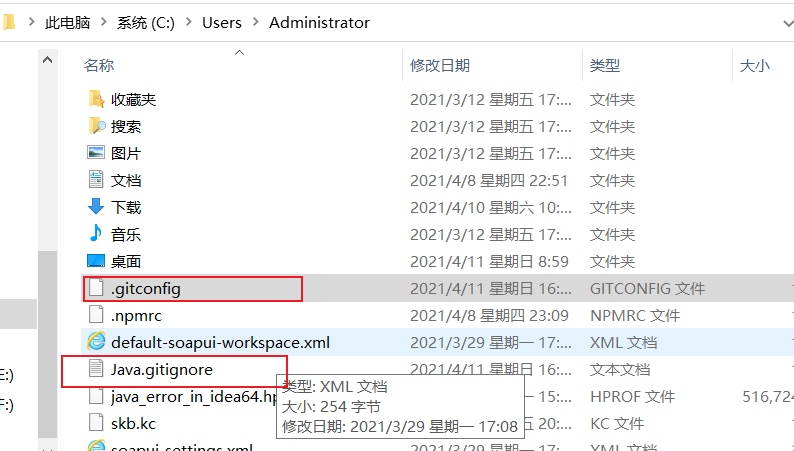 此电脑 > 系统 (C:) > Users > Administrator
名称 修改日期 类型 大小
收藏夹 2021/3/12 星期五 17:... 文件夹
搜索 2021/3/12 星期五 17:... 文件夹
图片 2021/3/12 星期五 17:... 文件夹
文档 2021/4/8 星期四 22:51 文件夹
下载 2021/4/10 星期六 10:... 文件夹
音乐 2021/3/12 星期五 17:... 文件夹
桌面 2021/4/11 星期日 8:59 文件夹
.gitconfig 2021/4/11 星期日 16:... GITCONFIG 文件
.npmrc 2021/4/8 星期四 23:09 NPMRC 文件
default-soapui-workspace.xml 2021/3/29 星期一 17:... XML 文档
E:) Java.gitignore 2021/4/11 星期日 16:... 文本文档
类型: XML 文档
java_error_in_idea64.hp 15:... HPROF 文件 516,724
F:) 大小: 254 字节
skb.kc 20:... KC 文件
修改日期: 2021/3/29 星期一 17:08
soapui-settings.xml 17:... XML 文档